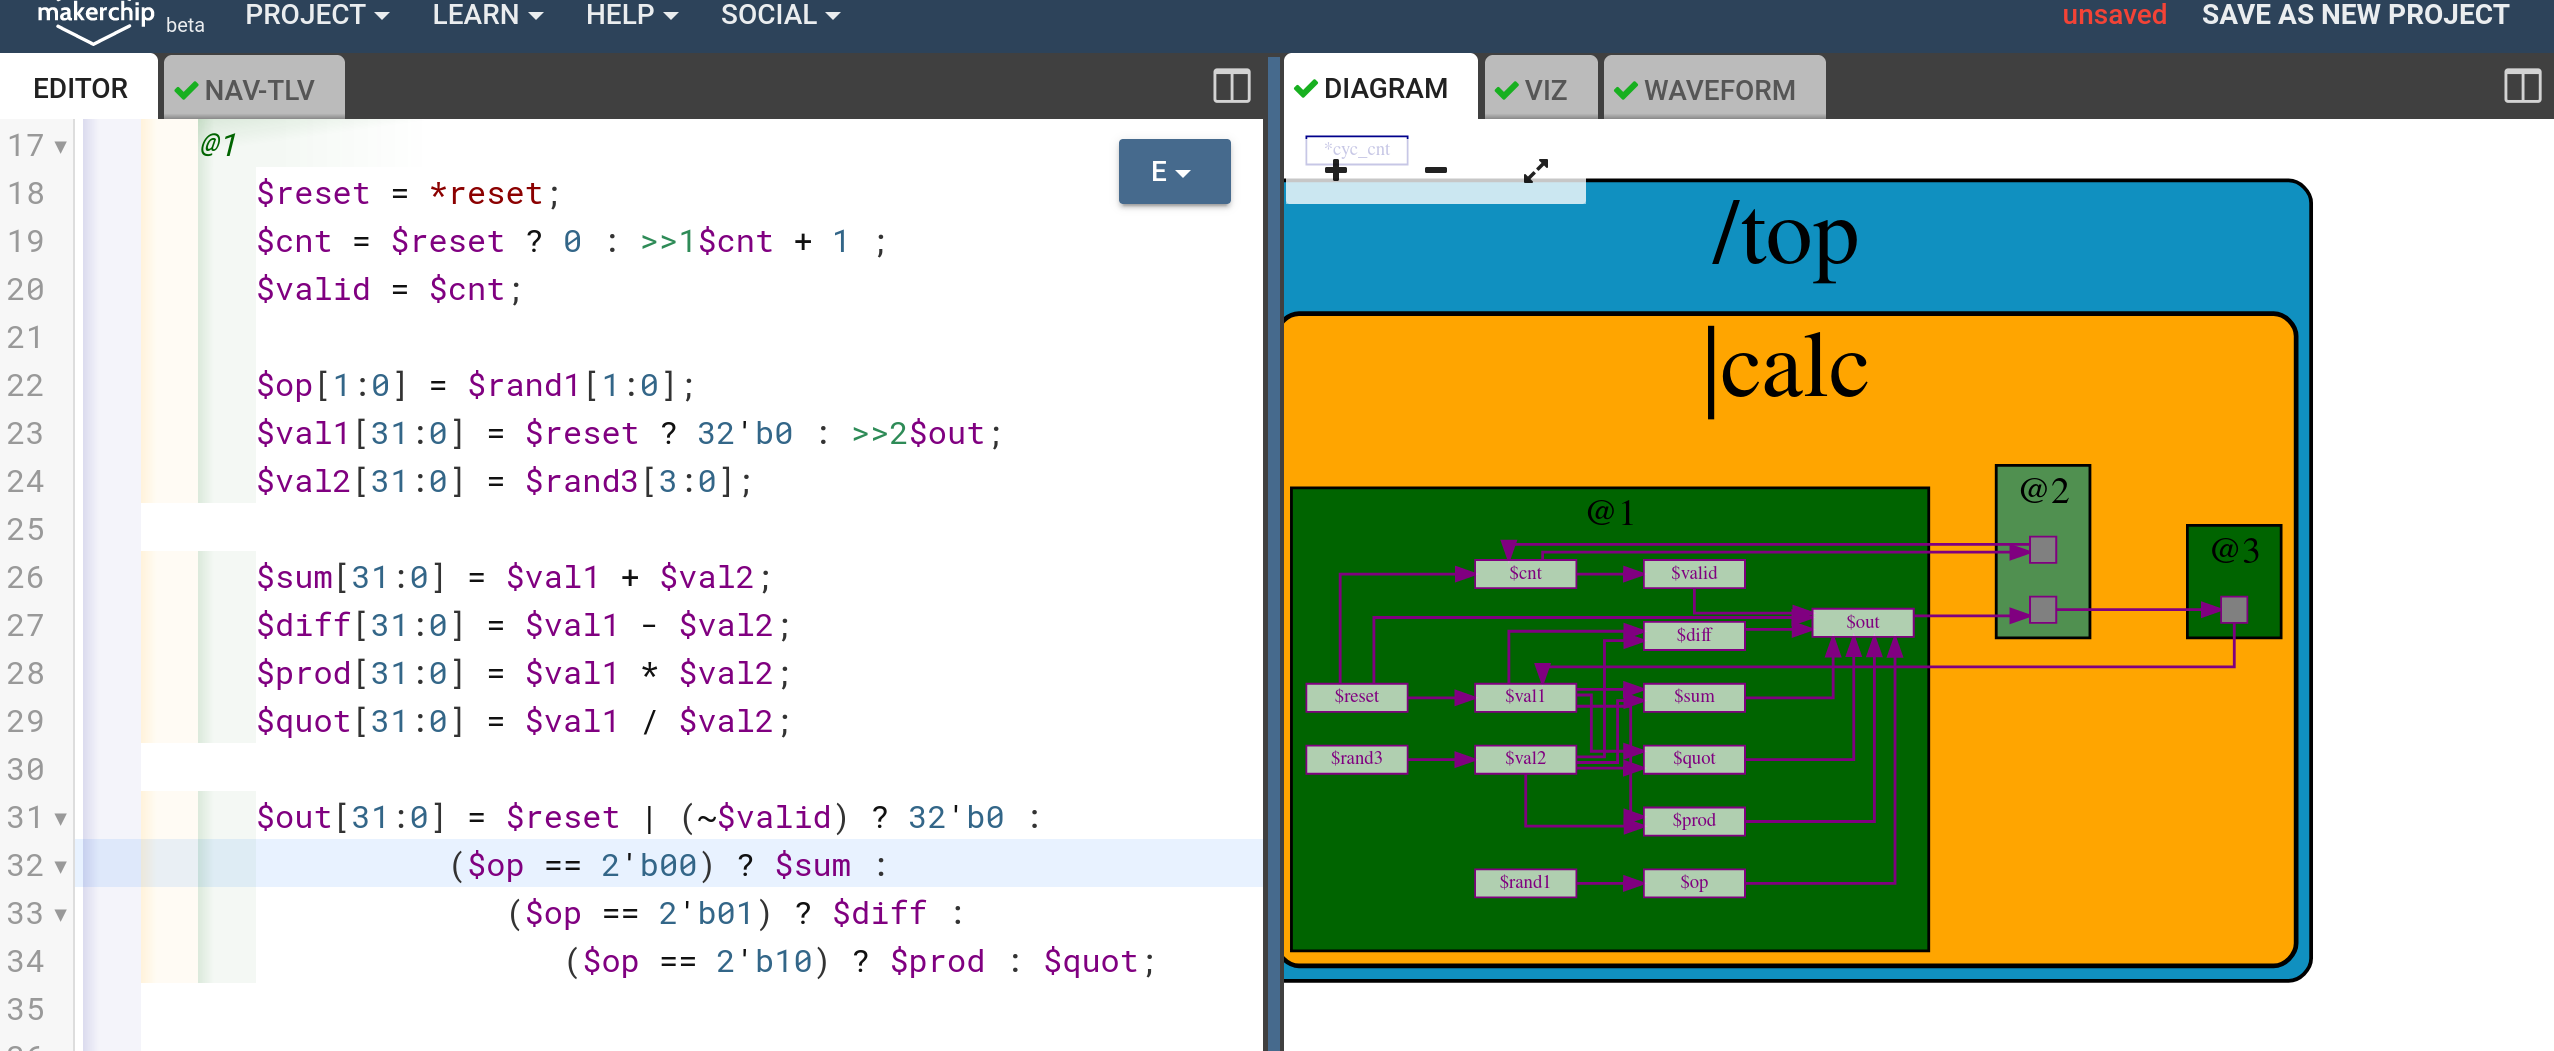 makerchip beta PROJECT LEARN HELP SOCIAL unsaved SAVE AS NEW PROJECT
EDITOR NAV-TLV
17 @1
18 $reset = *reset;
19 $cnt = $reset ? 0 : >>1$cnt + 1 ;
20 $valid = $cnt;
21
22 $op[1:0] = $rand1[1:0];
23 $val1[31:0] = $reset ? 32'b0 : >>2$out;
24 $val2[31:0] = $rand3[3:0];
25
26 $sum[31:0] = $val1 + $val2;
27 $diff[31:0] = $val1 - $val2;
28 $prod[31:0] = $val1 * $val2;
29 $quot[31:0] = $val1 / $val2;
30
31 $out[31:0] = $reset | (~$valid) ? 32'b0 :
32 ($op == 2'b00) ? $sum :
33 ($op == 2'b01) ? $diff :
34 ($op == 2'b10) ? $prod : $quot;
35
E
DIAGRAM VIZ WAVEFORM
*cyc_cnt
/top
|calc
@1
@2
@3
$cnt $valid
$out
$diff
$reset $val1 $sum
$rand3 $val2 $quot
$prod
$rand1 $op